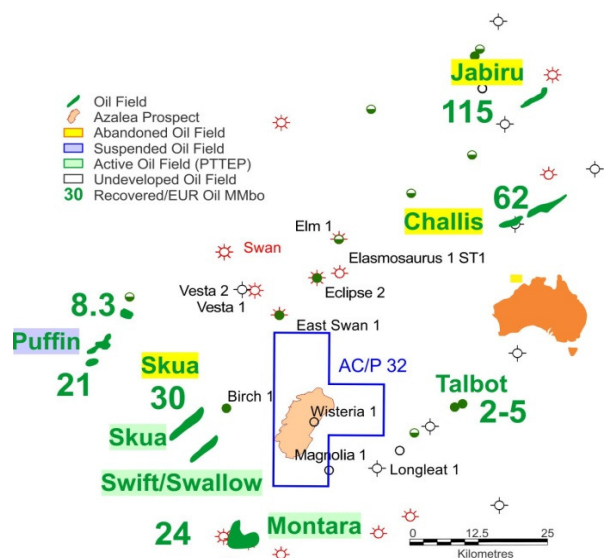 Jabiru
115
Oil Field
Azalea Prospect
Abandoned Oil Field
Suspended Oil Field
Active Oil Field (PTTEP)
Undeveloped Oil Field
30 Recovered/EUR Oil MMbo
62
Challis
Elm 1
Swan
Elasmosaurus 1 ST1
Eclipse 2
Vesta 2
Vesta 1
8.3
East Swan 1
Puffin
21
Skua
30
AC/P 32
Birch 1
Talbot
2-5
Wisteria 1
Skua
Magnolia 1
Longleat 1
Swift/Swallow
24
Montara
0 12.5 25
Kilometres